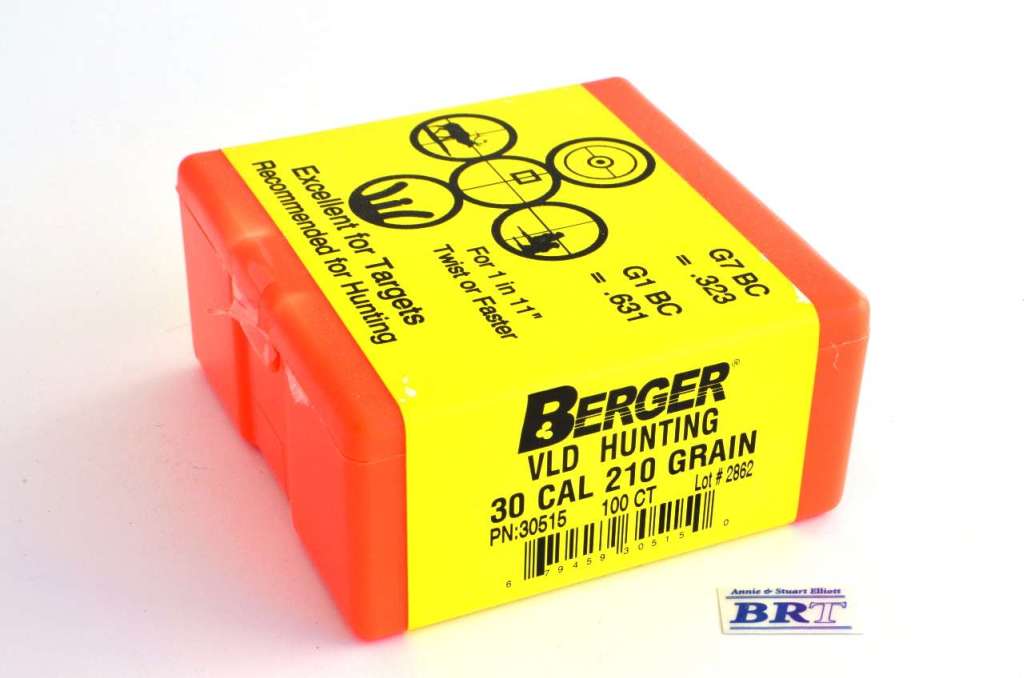 Excellent for Targets
Recommended for Hunting
For 1 in 11"
Twist or Faster
G7 BC
= .323
G1 BC
= .631
BERGER®
VLD HUNTING
30 CAL 210 GRAIN
PN:30515 100 CT Lot # 2862
6 79459 30515 0
Annie & Stuart Elliott
BRT